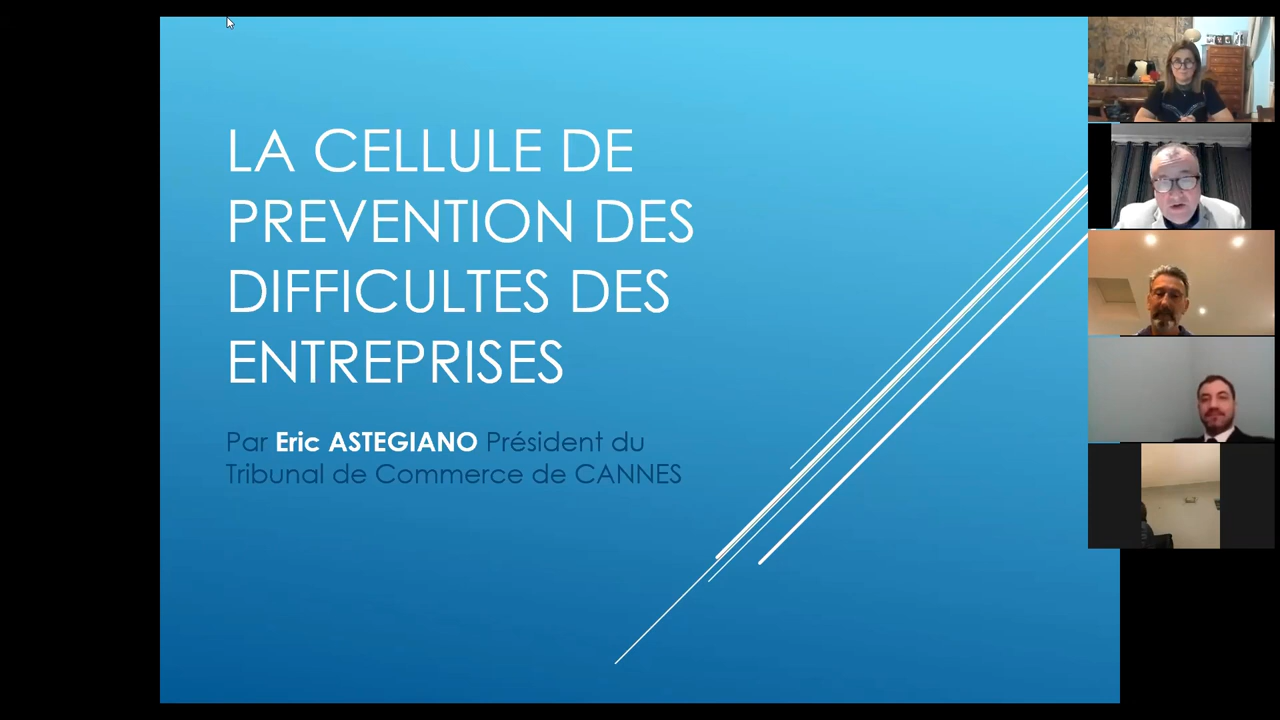 LA CELLULE DE
PREVENTION DES
DIFFICULTES DES
ENTREPRISES
Par Eric ASTEGIANO Président du
Tribunal de Commerce de CANNES